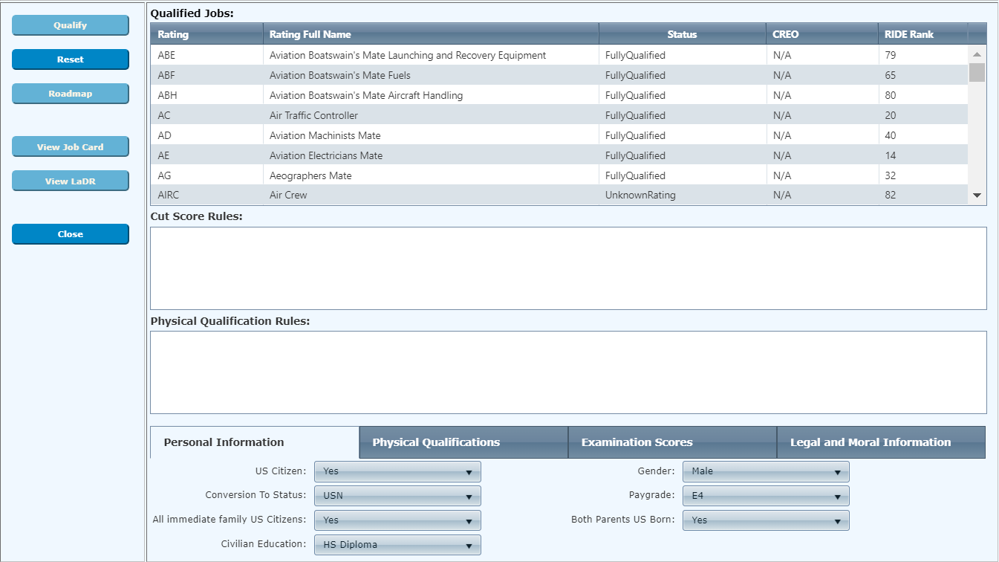 Qualify
Reset
Roadmap
View Job Card
View LaDR
Close
Qualified Jobs:
Rating Rating Full Name Status CREO RIDE Rank
ABE Aviation Boatswain's Mate Launching and Recovery Equipment FullyQualified N/A 79
ABF Aviation Boatswain's Mate Fuels FullyQualified N/A 65
ABH Aviation Boatswain's Mate Aircraft Handling FullyQualified N/A 80
AC Air Traffic Controller FullyQualified N/A 20
AD Aviation Machinists Mate FullyQualified N/A 40
AE Aviation Electricians Mate FullyQualified N/A 14
AG Aeographers Mate FullyQualified N/A 32
AIRC Air Crew UnknownRating N/A 82
Cut Score Rules:
Physical Qualification Rules:
Personal Information Physical Qualifications Examination Scores Legal and Moral Information
US Citizen: Yes Gender: Male
Conversion To Status: USN Paygrade: E4
All immediate family US Citizens: Yes Both Parents US Born: Yes
Civilian Education: HS Diploma